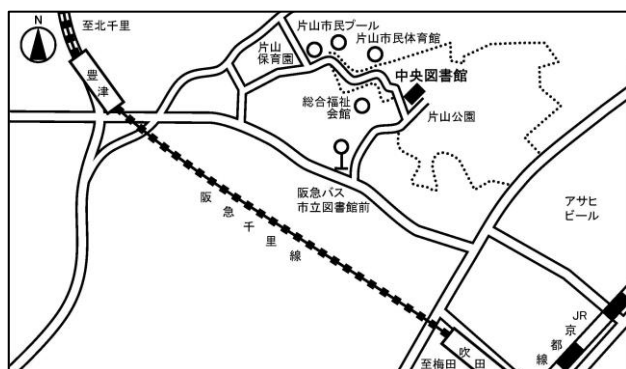 N
至北千里
豊津
片山
保育園
片山市民プール
片山市民体育館
中央図書館
総合福祉
会館
片山公園
阪急バス
市立図書館前
阪急千里線
アサヒ
ビール
JR京都線
吹田
至梅田